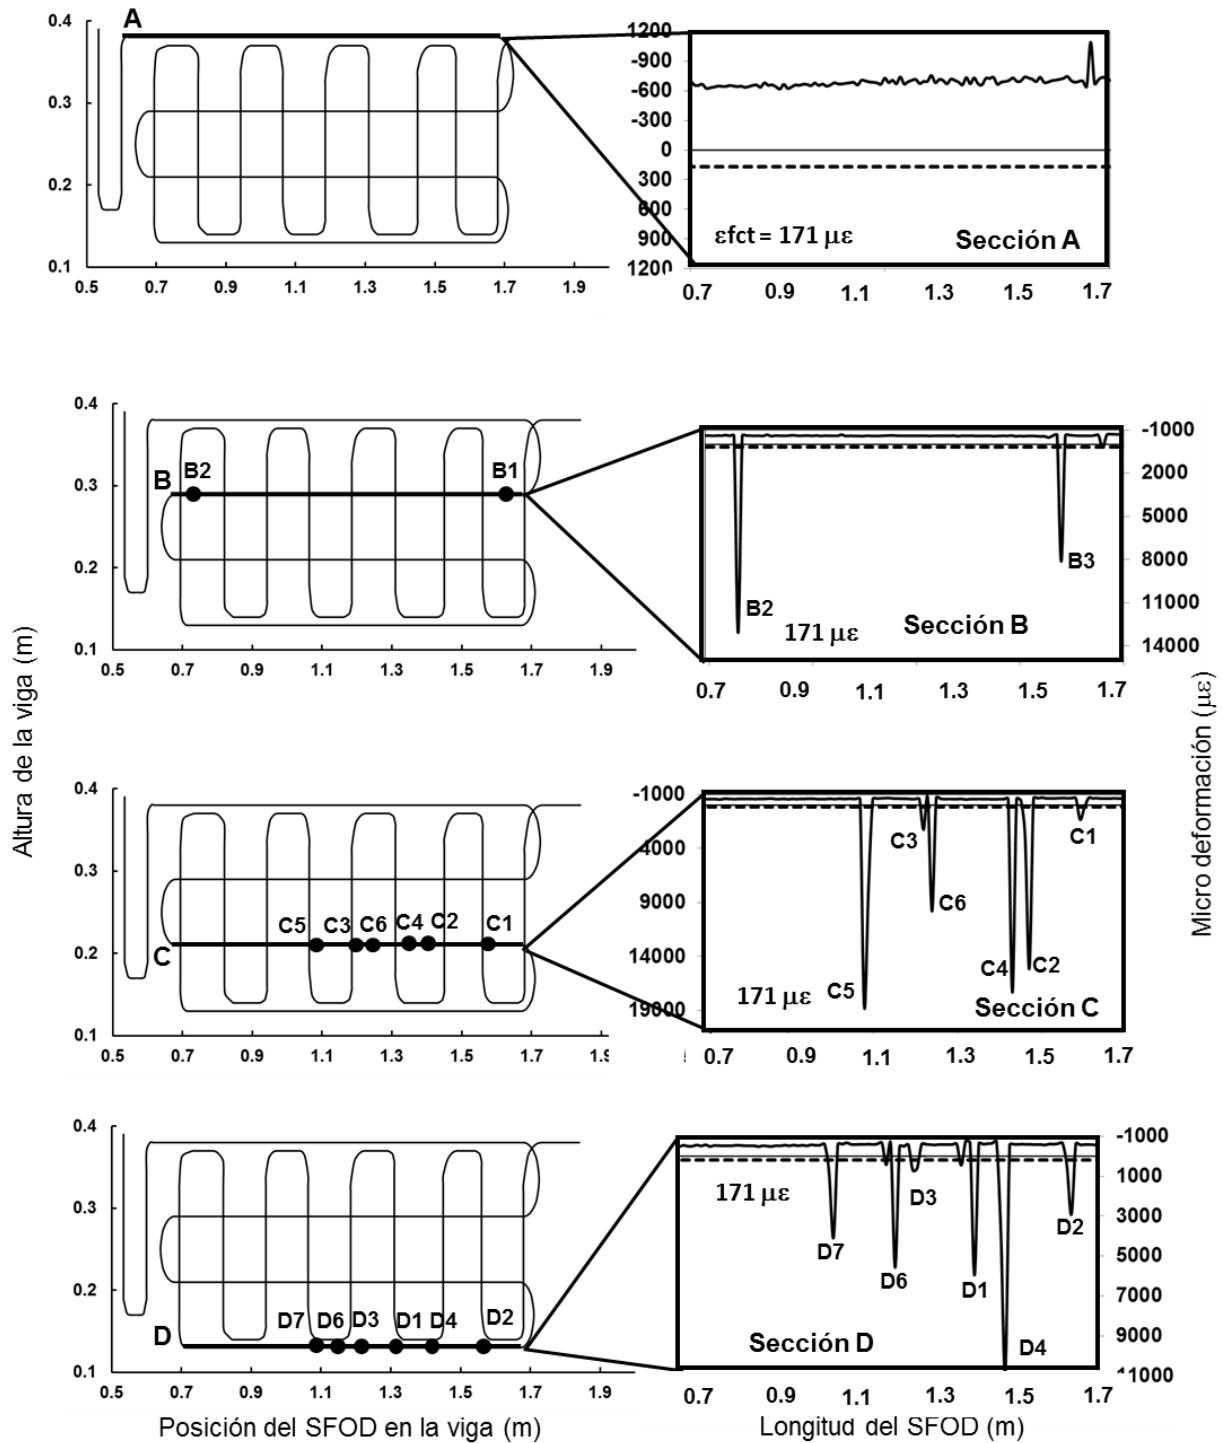 A
0.4
0.3
0.2
0.1
0.5 0.7 0.9 1.1 1.3 1.5 1.7 1.9
1200
-900
-600
-300
0
300
600
900
1200
εfct = 171 µε
Sección A
0.7 0.9 1.1 1.3 1.5 1.7
Altura de la viga (m)
0.4
0.3
0.2
0.1
B B2 B1
0.5 0.7 0.9 1.1 1.3 1.5 1.7 1.9
-1000
2000
5000
8000
11000
14000
B3
B2
171 µε
Sección B
0.7 0.9 1.1 1.3 1.5 1.7
Micro deformación (µε)
0.4
0.3
0.2
0.1
C5 C3 C6 C4 C2 C1
C
0.5 0.7 0.9 1.1 1.3 1.5 1.7 1.9
-1000
4000
9000
14000
19000
C3
C1
C6
C4
C2
C5
171 µε
Sección C
0.7 0.9 1.1 1.3 1.5 1.7
0.4
0.3
0.2
0.1
D7 D6 D3 D1 D4 D2
D
0.5 0.7 0.9 1.1 1.3 1.5 1.7 1.9
Posición del SFOD en la viga (m)
-1000
1000
3000
5000
7000
9000
11000
171 µε
D3
D2
D7
D6
D1
D4
Sección D
0.7 0.9 1.1 1.3 1.5 1.7
Longitud del SFOD (m)